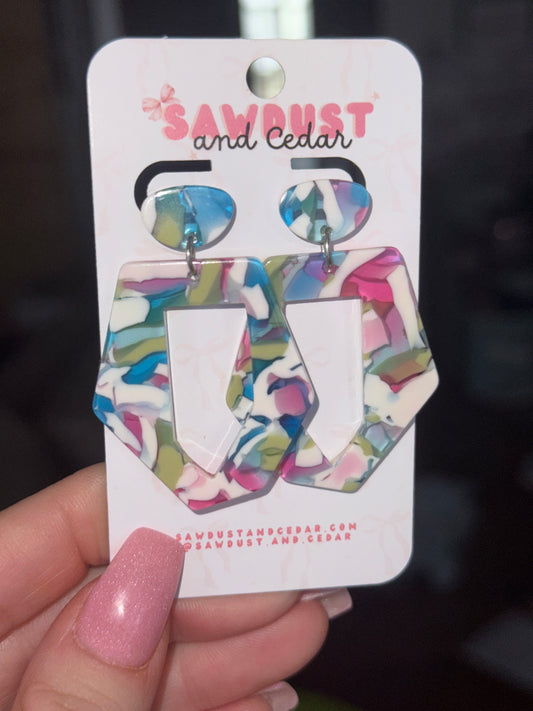 SAWDUST
and Cedar
SAWDUSTANDCEDAR.COM
@SAWDUST.AND.CEDAR